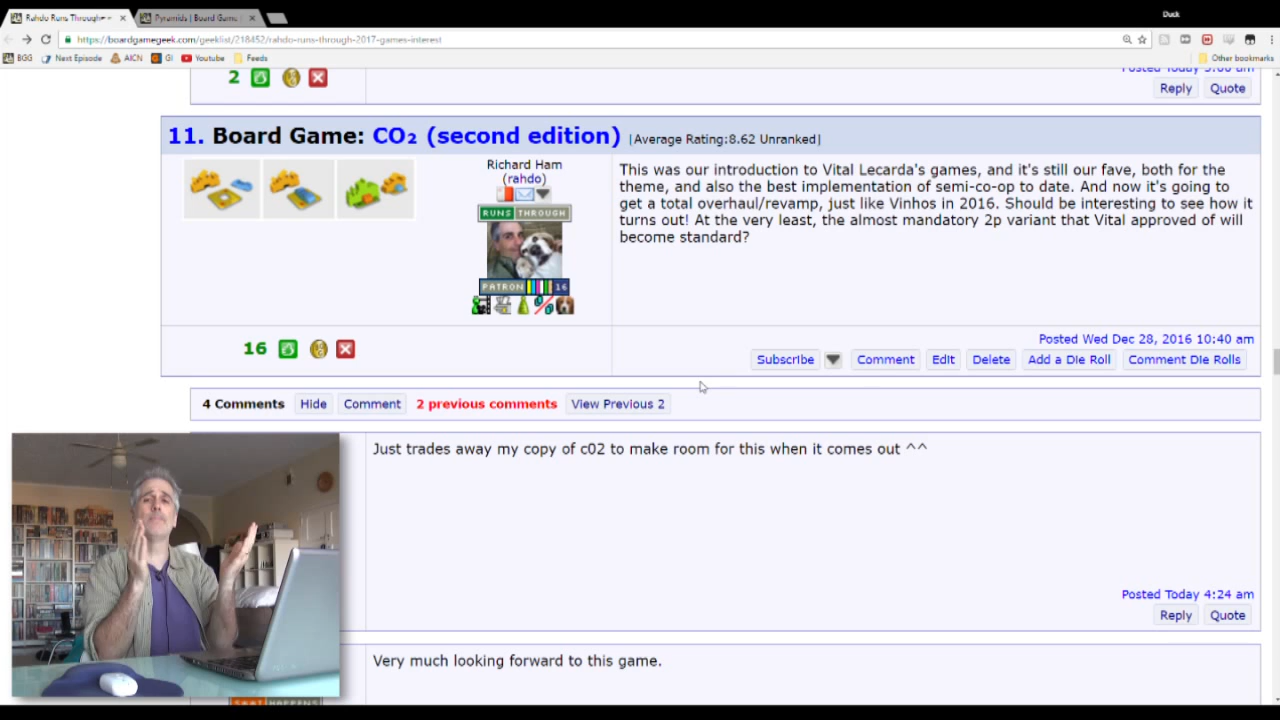 Duck
Rahdo Runs Through
Pyramids | Board Game
https://boardgamegeek.com/geeklist/218452/rahdo-runs-through-2017-games-interest
BGG Next Episode AICN GI Youtube Feeds Other bookmarks
2
Posted Today 5:00 am
Reply Quote
11. Board Game: CO₂ (second edition) [Average Rating:8.62 Unranked]
Richard Ham
(rahdo)
RUNS THROUGH
PATRON 16
This was our introduction to Vital Lecarda's games, and it's still our fave, both for the
theme, and also the best implementation of semi-co-op to date. And now it's going to
get a total overhaul/revamp, just like Vinhos in 2016. Should be interesting to see how it
turns out! At the very least, the almost mandatory 2p variant that Vital approved of will
become standard?
16
Posted Wed Dec 28, 2016 10:40 am
Subscribe Comment Edit Delete Add a Die Roll Comment Die Rolls
4 Comments Hide Comment 2 previous comments View Previous 2
Just trades away my copy of c02 to make room for this when it comes out ^^
Posted Today 4:24 am
Reply Quote
Very much looking forward to this game.
HAPPENS